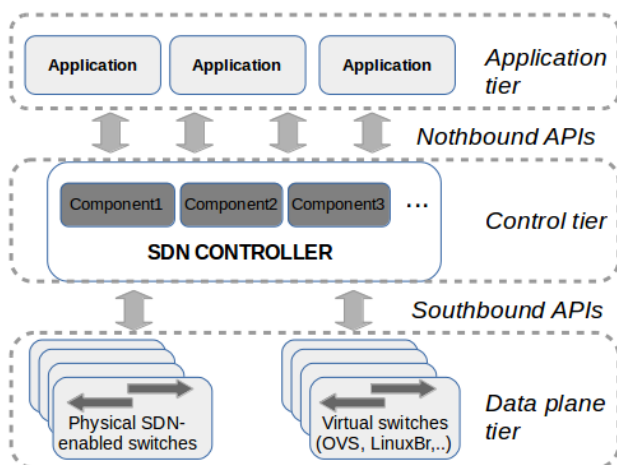 Application Application Application
Application
tier
Nothbound APIs
Component1 Component2 Component3 ...
SDN CONTROLLER
Control tier
Southbound APIs
Physical SDN-
enabled switches
Virtual switches
(OVS, LinuxBr,..)
Data plane
tier